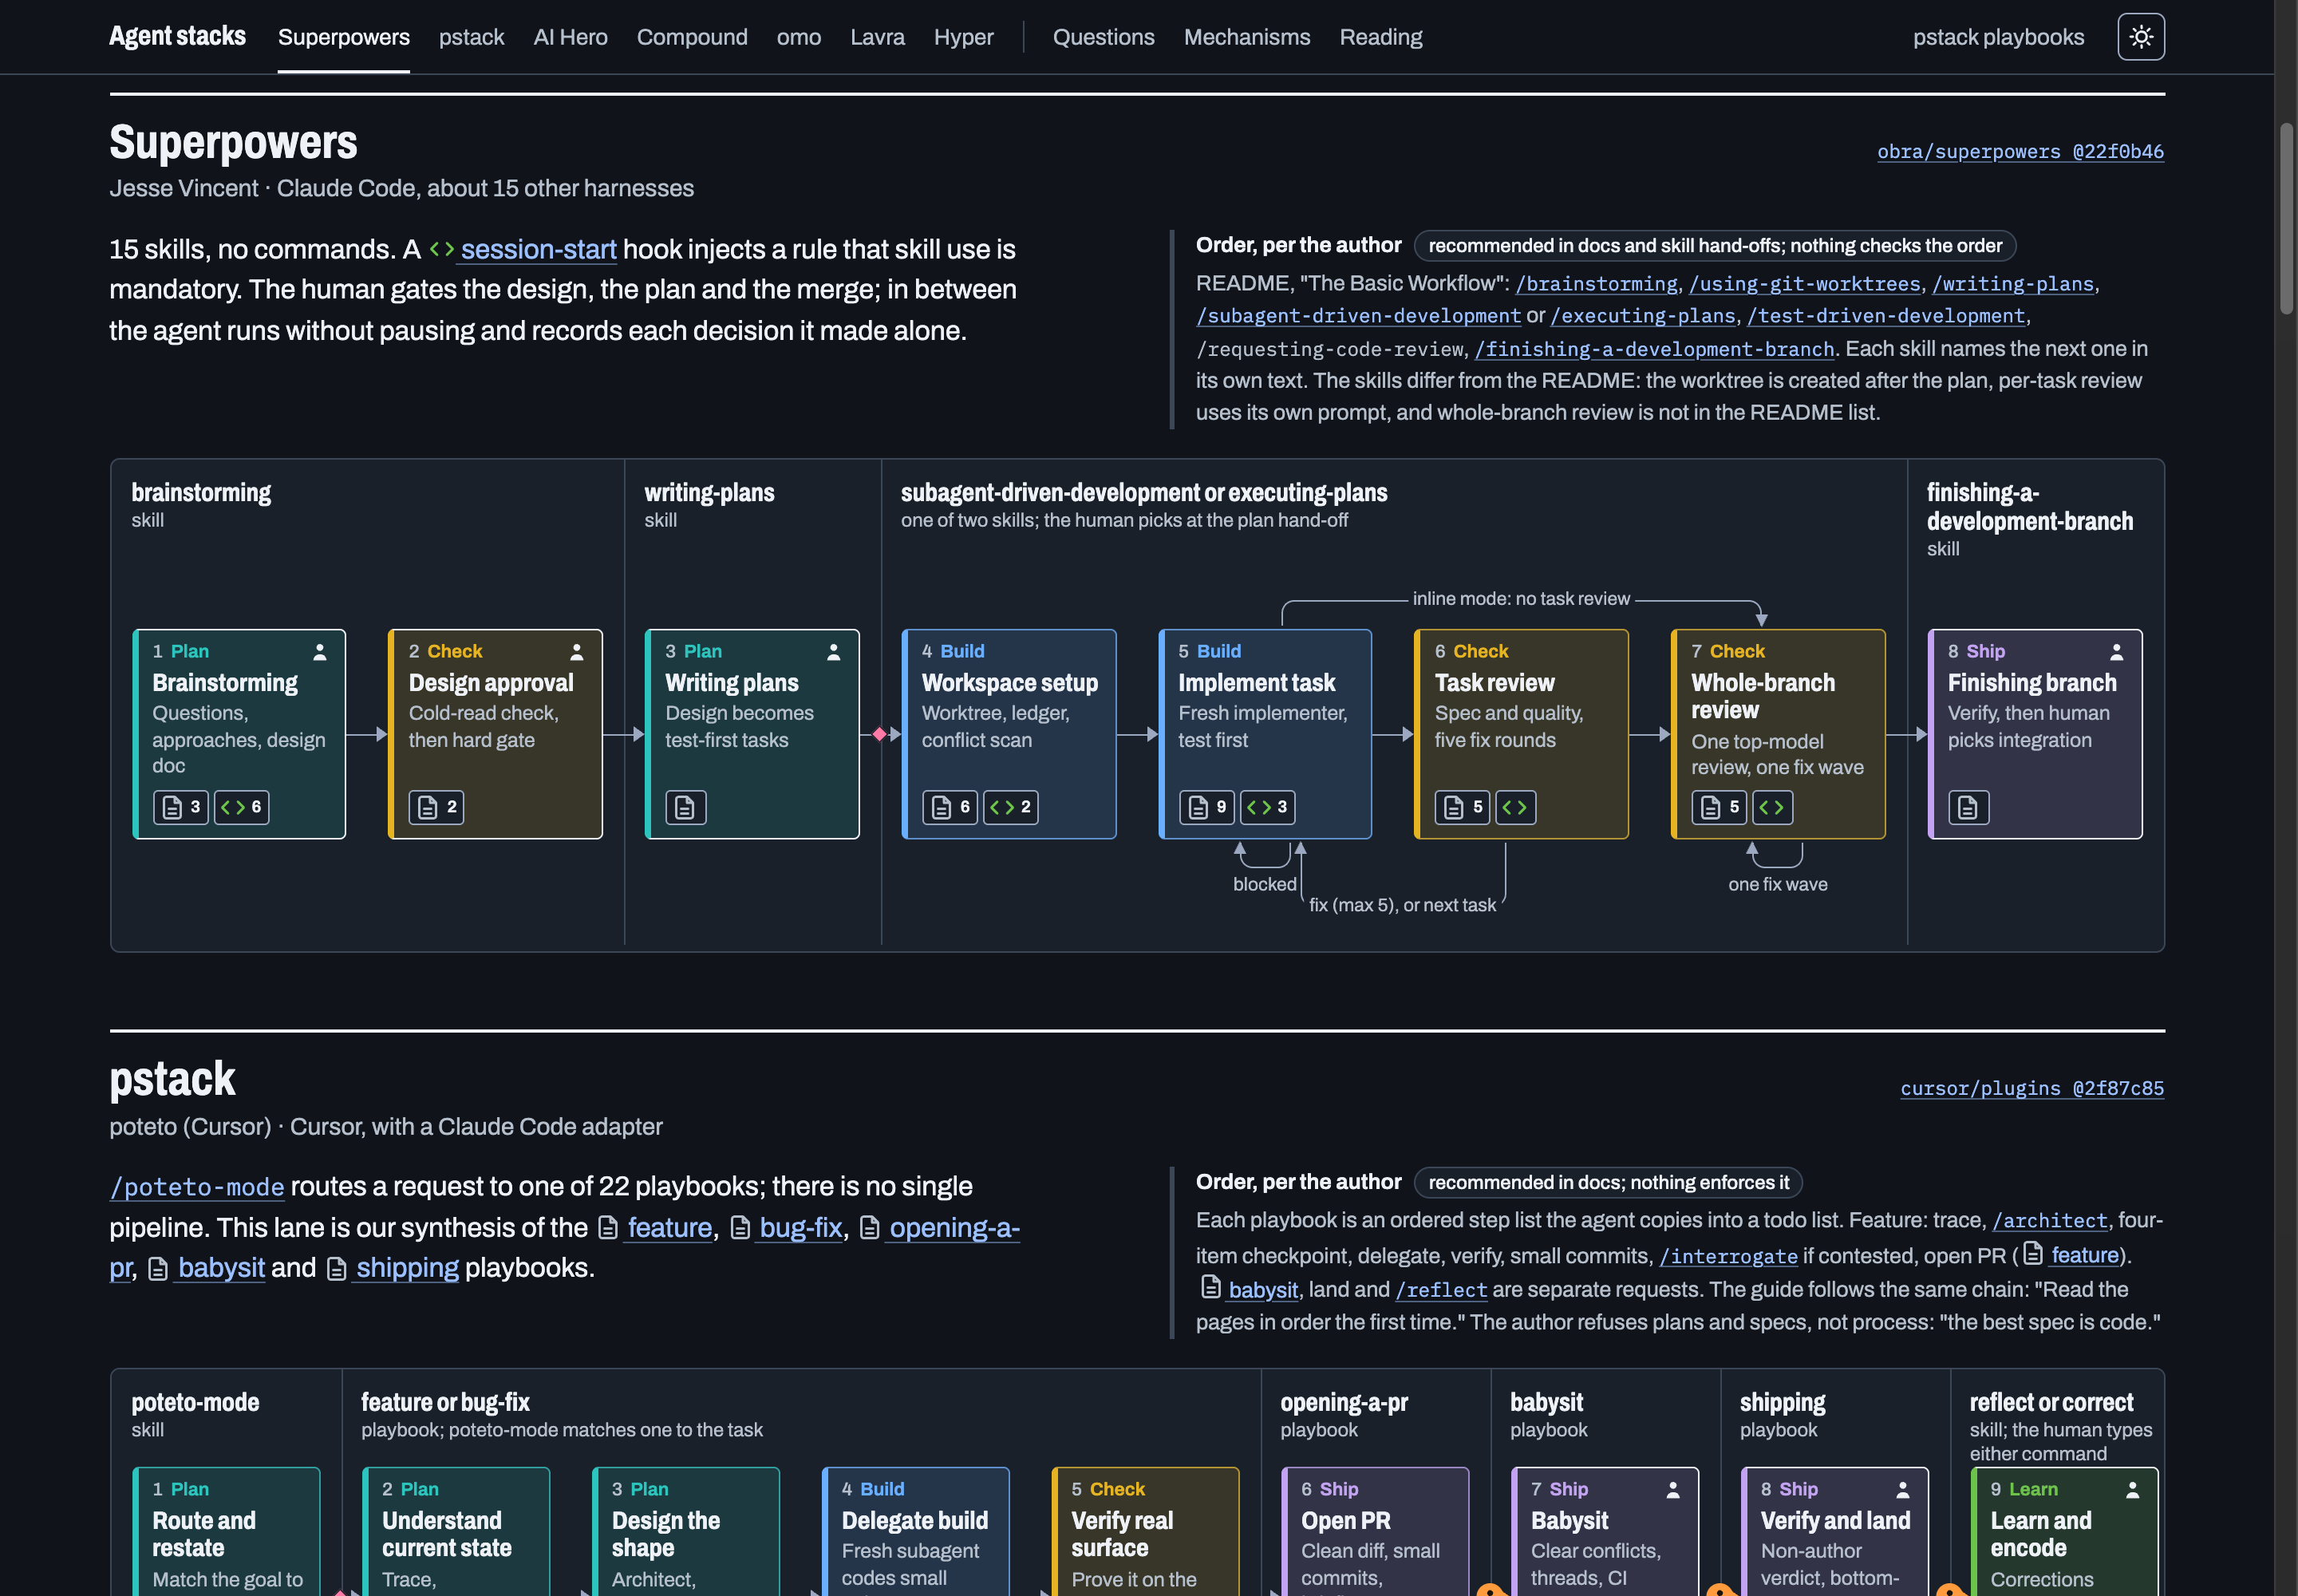 Agent stacks Superpowers pstack AI Hero Compound omo Lavra Hyper Questions Mechanisms Reading pstack playbooks
Superpowers
obra/superpowers @22f0b46
Jesse Vincent · Claude Code, about 15 other harnesses
15 skills, no commands. A <> session-start hook injects a rule that skill use is
mandatory. The human gates the design, the plan and the merge; in between
the agent runs without pausing and records each decision it made alone.
Order, per the author recommended in docs and skill hand-offs; nothing checks the order
README, "The Basic Workflow": /brainstorming, /using-git-worktrees, /writing-plans,
/subagent-driven-development or /executing-plans, /test-driven-development,
/requesting-code-review, /finishing-a-development-branch. Each skill names the next one in
its own text. The skills differ from the README: the worktree is created after the plan, per-task review
uses its own prompt, and whole-branch review is not in the README list.
brainstorming
skill
writing-plans
skill
subagent-driven-development or executing-plans
one of two skills; the human picks at the plan hand-off
finishing-a-
development-branch
skill
inline mode: no task review
1 Plan
Brainstorming
Questions,
approaches, design
doc
3 <> 6
2 Check
Design approval
Cold-read check,
then hard gate
2
3 Plan
Writing plans
Design becomes
test-first tasks
4 Build
Workspace setup
Worktree, ledger,
conflict scan
6 <> 2
5 Build
Implement task
Fresh implementer,
test first
9 <> 3
6 Check
Task review
Spec and quality,
five fix rounds
5 <>
7 Check
Whole-branch
review
One top-model
review, one fix wave
5 <>
8 Ship
Finishing branch
Verify, then human
picks integration
blocked
fix (max 5), or next task
one fix wave
pstack
cursor/plugins @2f87c85
poteto (Cursor) · Cursor, with a Claude Code adapter
/poteto-mode routes a request to one of 22 playbooks; there is no single
pipeline. This lane is our synthesis of the feature, bug-fix, opening-a-
pr, babysit and shipping playbooks.
Order, per the author recommended in docs; nothing enforces it
Each playbook is an ordered step list the agent copies into a todo list. Feature: trace, /architect, four-
item checkpoint, delegate, verify, small commits, /interrogate if contested, open PR ( feature).
babysit, land and /reflect are separate requests. The guide follows the same chain: "Read the
pages in order the first time." The author refuses plans and specs, not process: "the best spec is code."
poteto-mode
skill
feature or bug-fix
playbook; poteto-mode matches one to the task
opening-a-pr
playbook
babysit
playbook
shipping
playbook
reflect or correct
skill; the human types
either command
1 Plan
Route and
restate
Match the goal to
2 Plan
Understand
current state
Trace,
3 Plan
Design the
shape
Architect,
4 Build
Delegate build
Fresh subagent
codes small
5 Check
Verify real
surface
Prove it on the
6 Ship
Open PR
Clean diff, small
commits,
7 Ship
Babysit
Clear conflicts,
threads, CI
8 Ship
Verify and land
Non-author
verdict, bottom-
9 Learn
Learn and
encode
Corrections